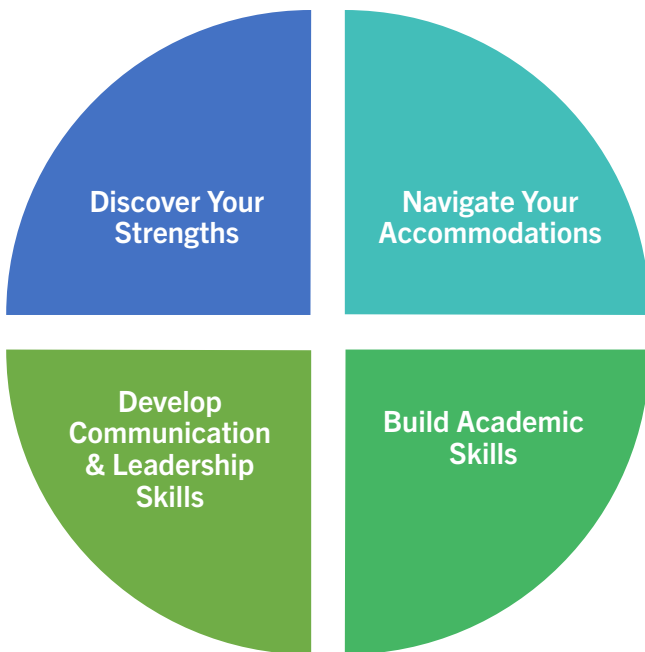 Discover Your
Strengths
Navigate Your
Accommodations
Develop
Communication
& Leadership
Skills
Build Academic
Skills